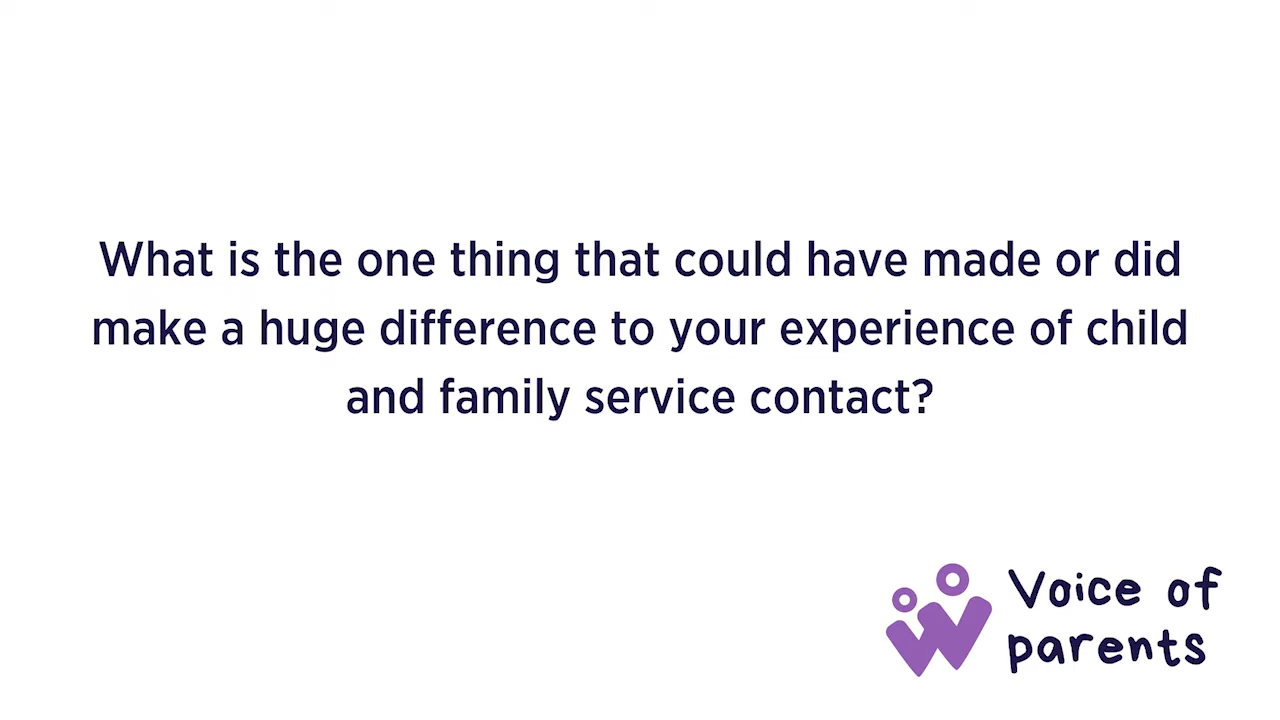 What is the one thing that could have made or did
make a huge difference to your experience of child
and family service contact?
Voice of
parents